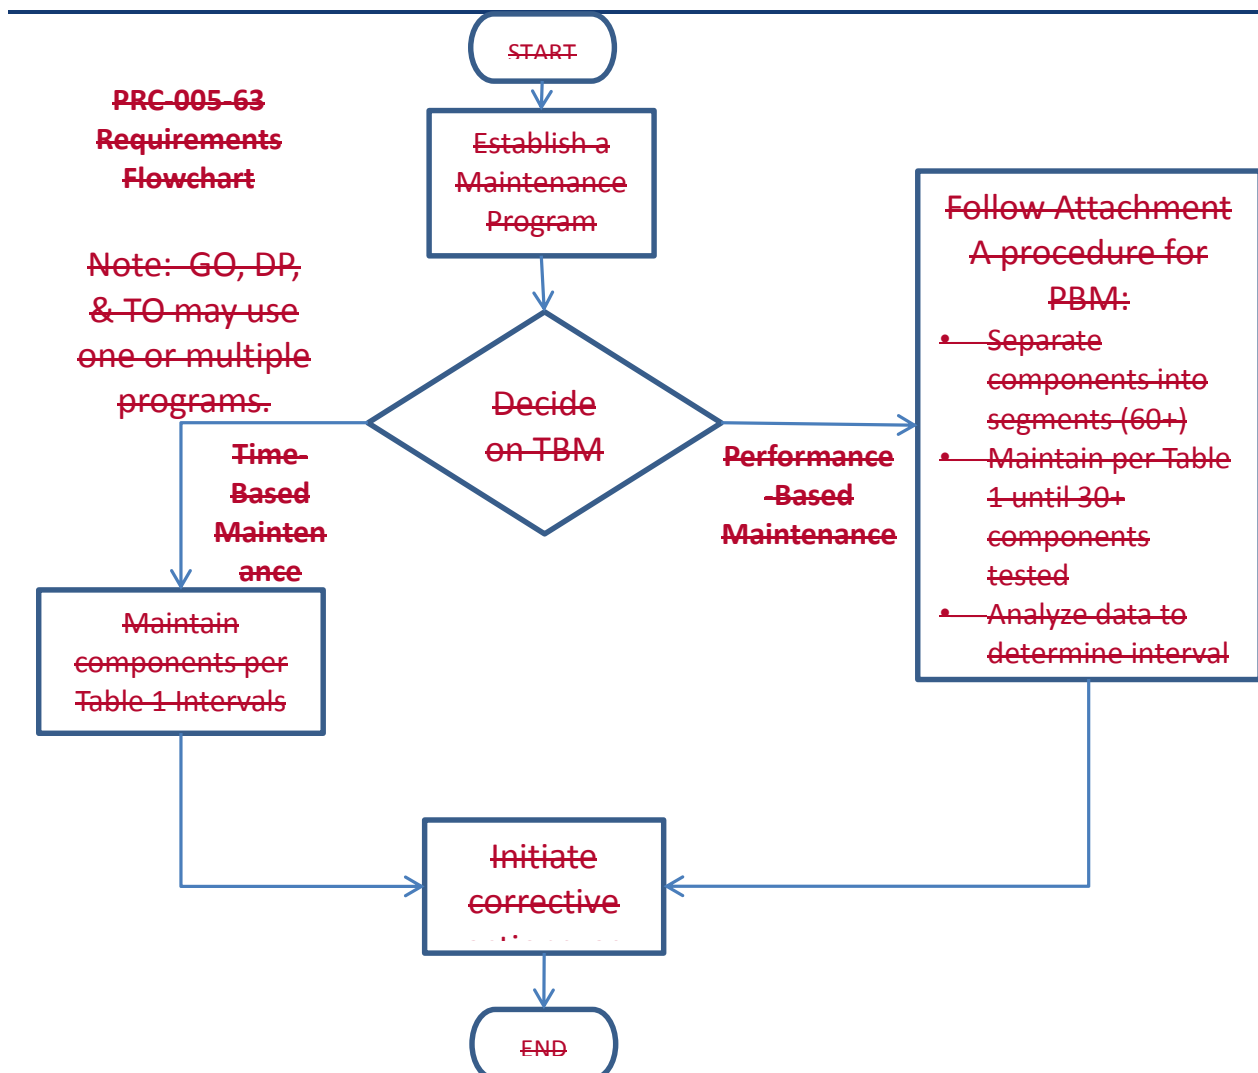 START
PRC-005-63
Requirements
Flowchart
Establish a
Maintenance
Program
Note:  GO, DP,
& TO may use
one or multiple
programs.
Decide
on TBM
Time-
Based
Mainten
ance
Performance
-Based
Maintenance
Follow Attachment
A procedure for
PBM:
• Separate
components into
segments (60+)
• Maintain per Table
1 until 30+
components
tested
• Analyze data to
determine interval
Maintain
components per
Table 1 Intervals
Initiate
corrective
END